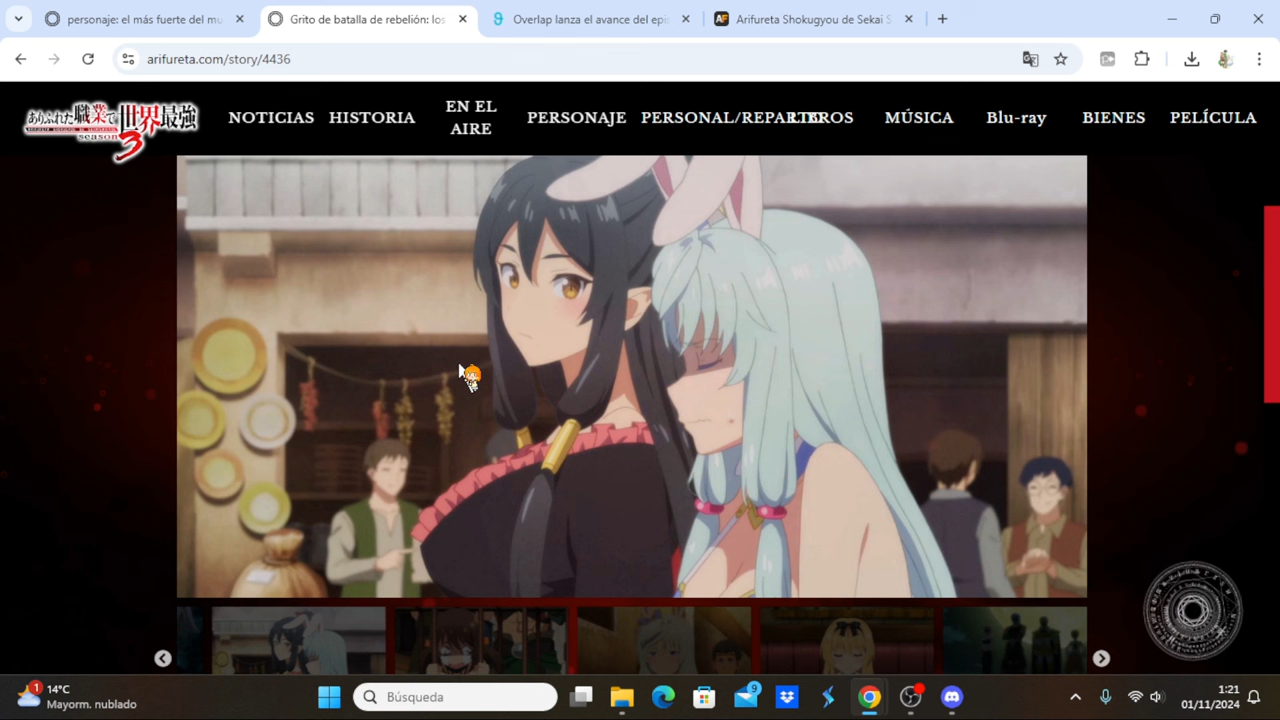 personaje: el más fuerte del mu
Grito de batalla de rebelión: los
Overlap lanza el avance del epis
Arifureta Shokugyou de Sekai S
arifureta.com/story/4436
ありふれた職業で世界最強
season 3
NOTICIAS
HISTORIA
EN EL
AIRE
PERSONAJE
PERSONAL/REPARTO
LIBROS
MÚSICA
Blu-ray
BIENES
PELÍCULA
1
14°C
Mayorm. nublado
Búsqueda
9
1:21
01/11/2024